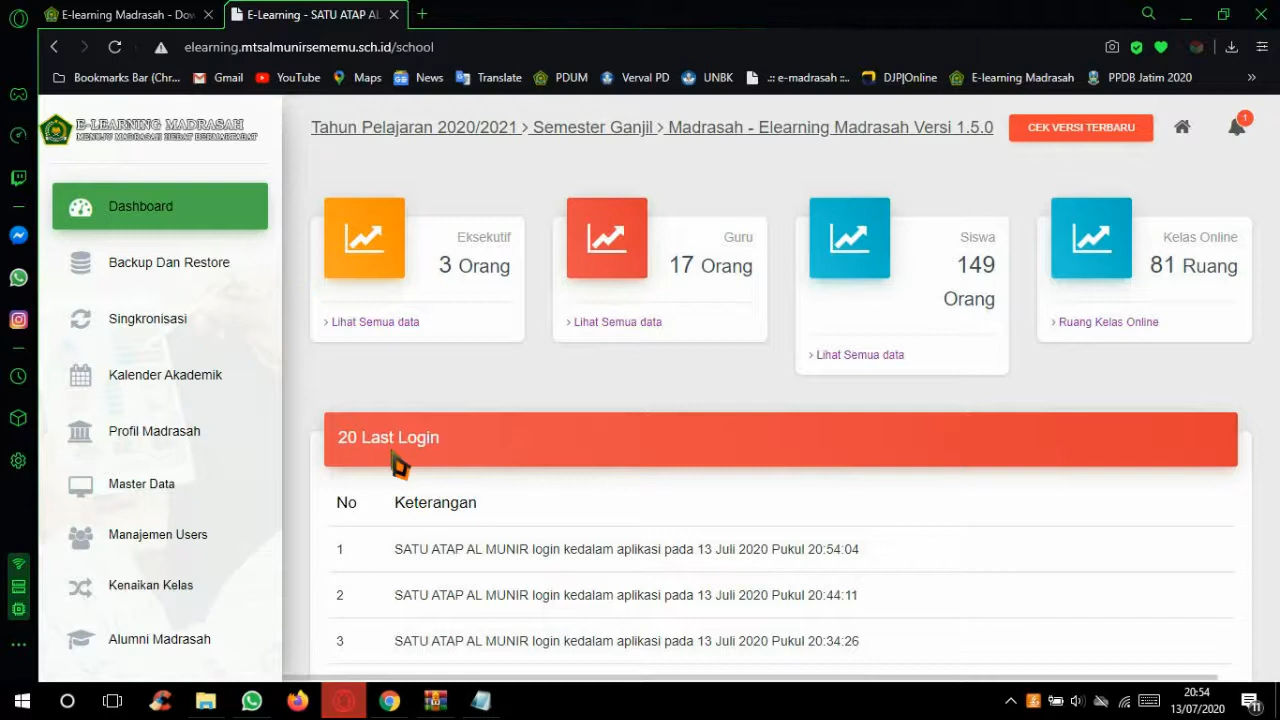 E-Learning Madrasah - Dow
E-Learning - SATU ATAP AL
elearning.mtsalmunirsememu.sch.id/school
Bookmarks Bar (Chr...
Gmail
YouTube
Maps
News
Translate
PDUM
Verval PD
UNBK
.:: e-madrasah ::..
DJP|Online
E-learning Madrasah
PPDB Jatim 2020
E-LEARNING MADRASAH
MENUJU MADRASAH HEBAT BERMARTABAT
Tahun Pelajaran 2020/2021 > Semester Ganjil > Madrasah - Elearning Madrasah Versi 1.5.0
CEK VERSI TERBARU
1
Dashboard
Backup Dan Restore
Singkronisasi
Kalender Akademik
Profil Madrasah
Master Data
Manajemen Users
Kenaikan Kelas
Alumni Madrasah
Eksekutif
3 Orang
> Lihat Semua data
Guru
17 Orang
> Lihat Semua data
Siswa
149
Orang
> Lihat Semua data
Kelas Online
81 Ruang
> Ruang Kelas Online
20 Last Login
No Keterangan
1 SATU ATAP AL MUNIR login kedalam aplikasi pada 13 Juli 2020 Pukul 20:54:04
2 SATU ATAP AL MUNIR login kedalam aplikasi pada 13 Juli 2020 Pukul 20:44:11
3 SATU ATAP AL MUNIR login kedalam aplikasi pada 13 Juli 2020 Pukul 20:34:26
20:54
13/07/2020
11